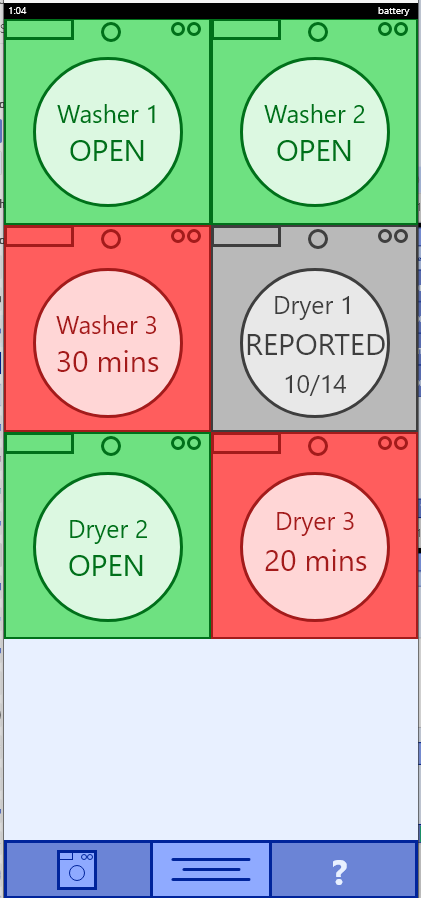 1:04 battery
Washer 1
OPEN
Washer 2
OPEN
Washer 3
30 mins
Dryer 1
REPORTED
10/14
Dryer 2
OPEN
Dryer 3
20 mins
?